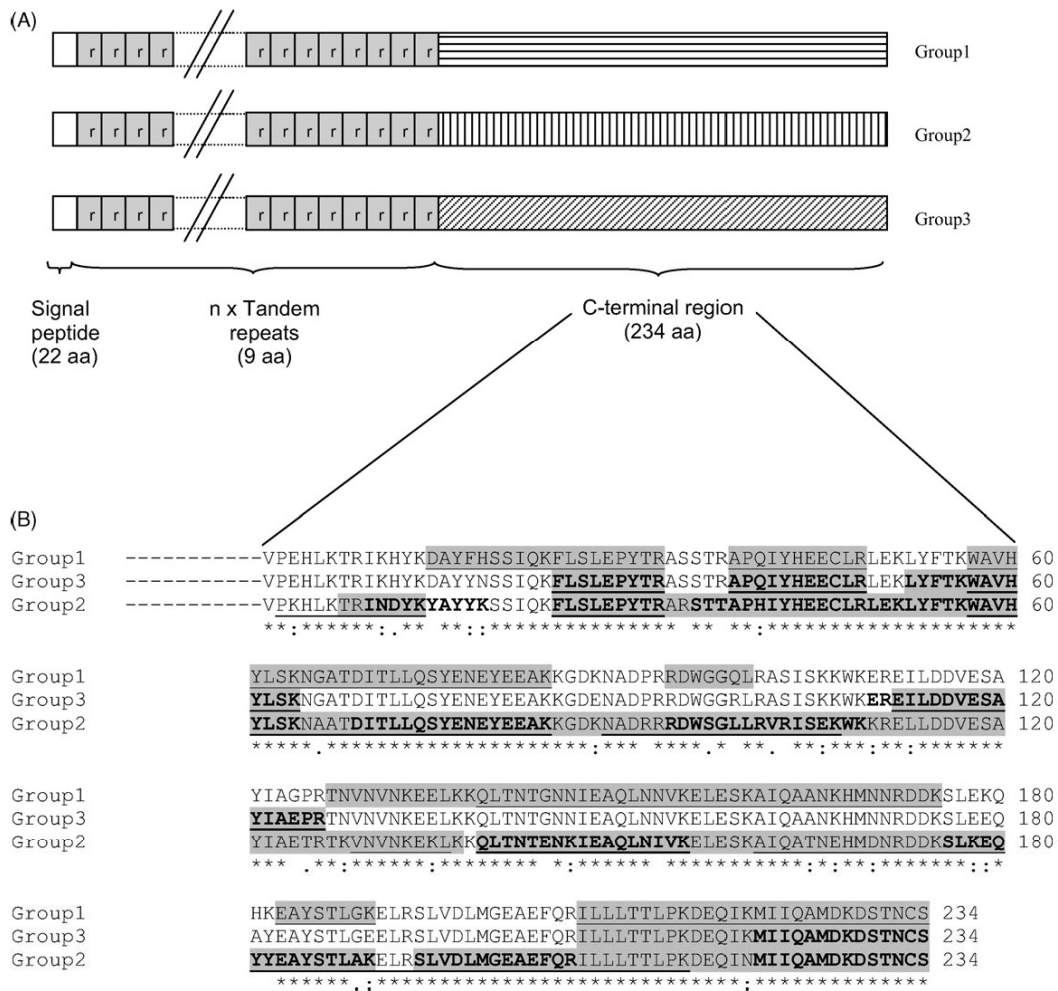 (A)
r r r r r r r r r r r r Group1
r r r r r r r r r r r r Group2
r r r r r r r r r r r r Group3
Signal peptide (22 aa)
n x Tandem repeats (9 aa)
C-terminal region (234 aa)
(B)
Group1 -----------VPEHLKTRIKHYKDAYFHSSIQKFLSLEPYTRASSTRAPQIYHEECLRLEKLYFTKWAVH 60
Group3 -----------VPEHLKTRIKHYKDAYYNSSIQKFLSLEPYTRASSTRAPQIYHEECLRLEKLYFTKWAVH 60
Group2 -----------VPKHLKTRINDYKYAYYKSSIQKFLSLEPYTRARSTTAPHIYHEECLRLEKLYFTKWAVH 60
**:******:.** **::*************** ** **:********************
Group1 YLSKNGATDITLLQSYENEYEEAKKGDKNADPRRDWGGQLRASISKKWKEREILDDVESA 120
Group3 YLSKNGATDITLLQSYENEYEEAKKGDENADPRRDWGGRLRASISKKWKEREILDDVESA 120
Group2 YLSKNAATDITLLQSYENEYEEAKKGDKNADRRRDWSGLLRVRISEKWKKRELLDDVESA 120
*****.*********************:*** ****.* **. **:***:**:*******
Group1 YIAGPRTNVNVNKEELKKQLTNTGNNIEAQLNNVKELESKAIQAANKHMNNRDDKSLEKQ 180
Group3 YIAEPRTNVNVNKEELKKQLTNTGNNIEAQLNNVKELESKAIQAANKHMNNRDDKSLEEQ 180
Group2 YIAETRTKVNVNKEKLKKQLTNTENKIEAQLNIVKELESKAIQATNEHMDNRDDKSLKEQ 180
*** .**:******:******** *:****** ***********:*:**:*******::*
Group1 HKEAYSTLGKELRSLVDLMGEAEFQRILLLTTLPKDEQIKMIIQAMDKDSTNCS 234
Group3 AYEAYSTLGEELRSLVDLMGEAEFQRILLLTTLPKDEQIKMIIQAMDKDSTNCS 234
Group2 YYEAYSTLAKELRSLVDLMGEAEFQRILLLTTLPKDEQINMIIQAMDKDSTNCS 234
******.:*****************************:**************